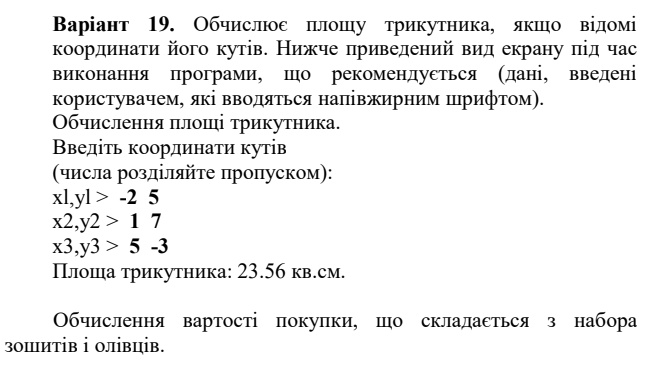 Варіант 19. Обчислює площу трикутника, якщо відомі
координати його кутів. Нижче приведений вид екрану під час
виконання програми, що рекомендується (дані, введені
користувачем, які вводяться напівжирним шрифтом).
Обчислення площі трикутника.
Введіть координати кутів
(числа розділяйте пропуском):
xl,yl > -2 5
x2,y2 > 1 7
x3,y3 > 5 -3
Площа трикутника: 23.56 кв.см.
Обчислення вартості покупки, що складається з набора
зошитів і олівців.